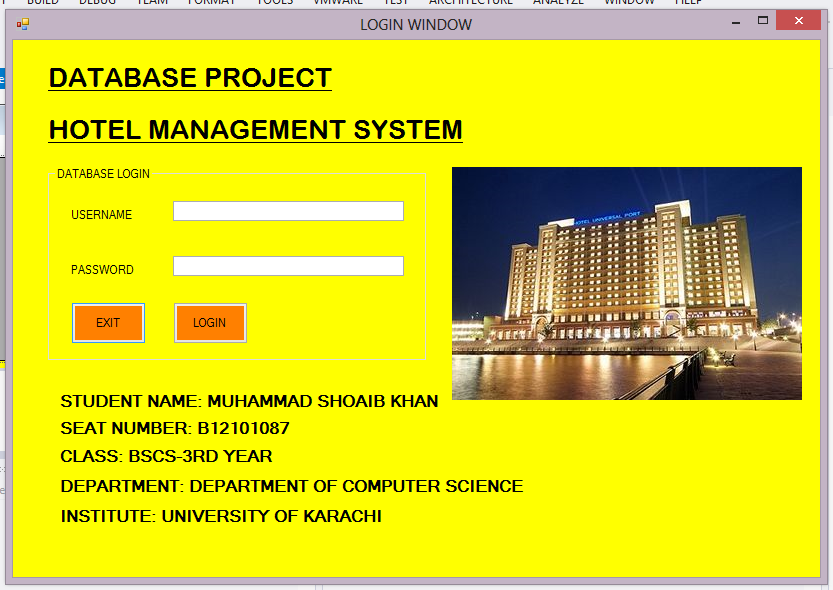 BUILD DEBUG TEAM FORMAT TOOLS VMWARE TEST ARCHITECTURE ANALYZE WINDOW HELP
LOGIN WINDOW
DATABASE PROJECT
HOTEL MANAGEMENT SYSTEM
DATABASE LOGIN
USERNAME
PASSWORD
EXIT LOGIN
HOTEL UNIVERSAL PORT
STUDENT NAME: MUHAMMAD SHOAIB KHAN
SEAT NUMBER: B12101087
CLASS: BSCS-3RD YEAR
DEPARTMENT: DEPARTMENT OF COMPUTER SCIENCE
INSTITUTE: UNIVERSITY OF KARACHI